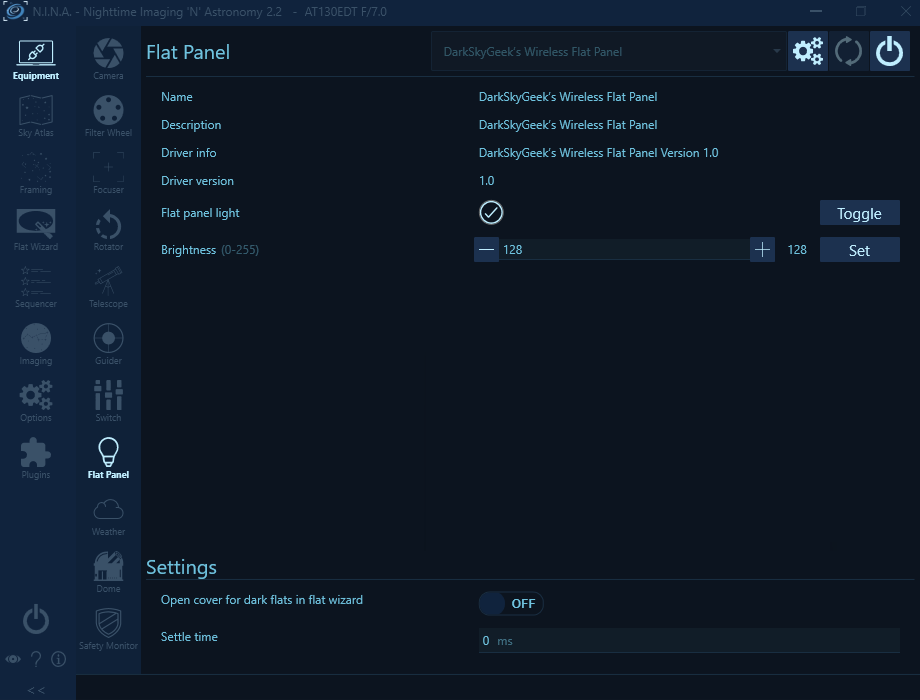 N.I.N.A. - Nighttime Imaging 'N' Astronomy 2.2 - AT130EDT F/7.0
Equipment
Sky Atlas
Framing
Flat Wizard
Sequencer
Imaging
Options
Plugins
<<
Camera
Filter Wheel
Focuser
Rotator
Telescope
Guider
Switch
Flat Panel
Weather
Dome
Safety Monitor
Flat Panel DarkSkyGeek’s Wireless Flat Panel
Name DarkSkyGeek’s Wireless Flat Panel
Description DarkSkyGeek’s Wireless Flat Panel
Driver info DarkSkyGeek’s Wireless Flat Panel Version 1.0
Driver version 1.0
Flat panel light Toggle
Brightness (0-255) 128 128 Set
Settings
Open cover for dark flats in flat wizard OFF
Settle time 0 ms